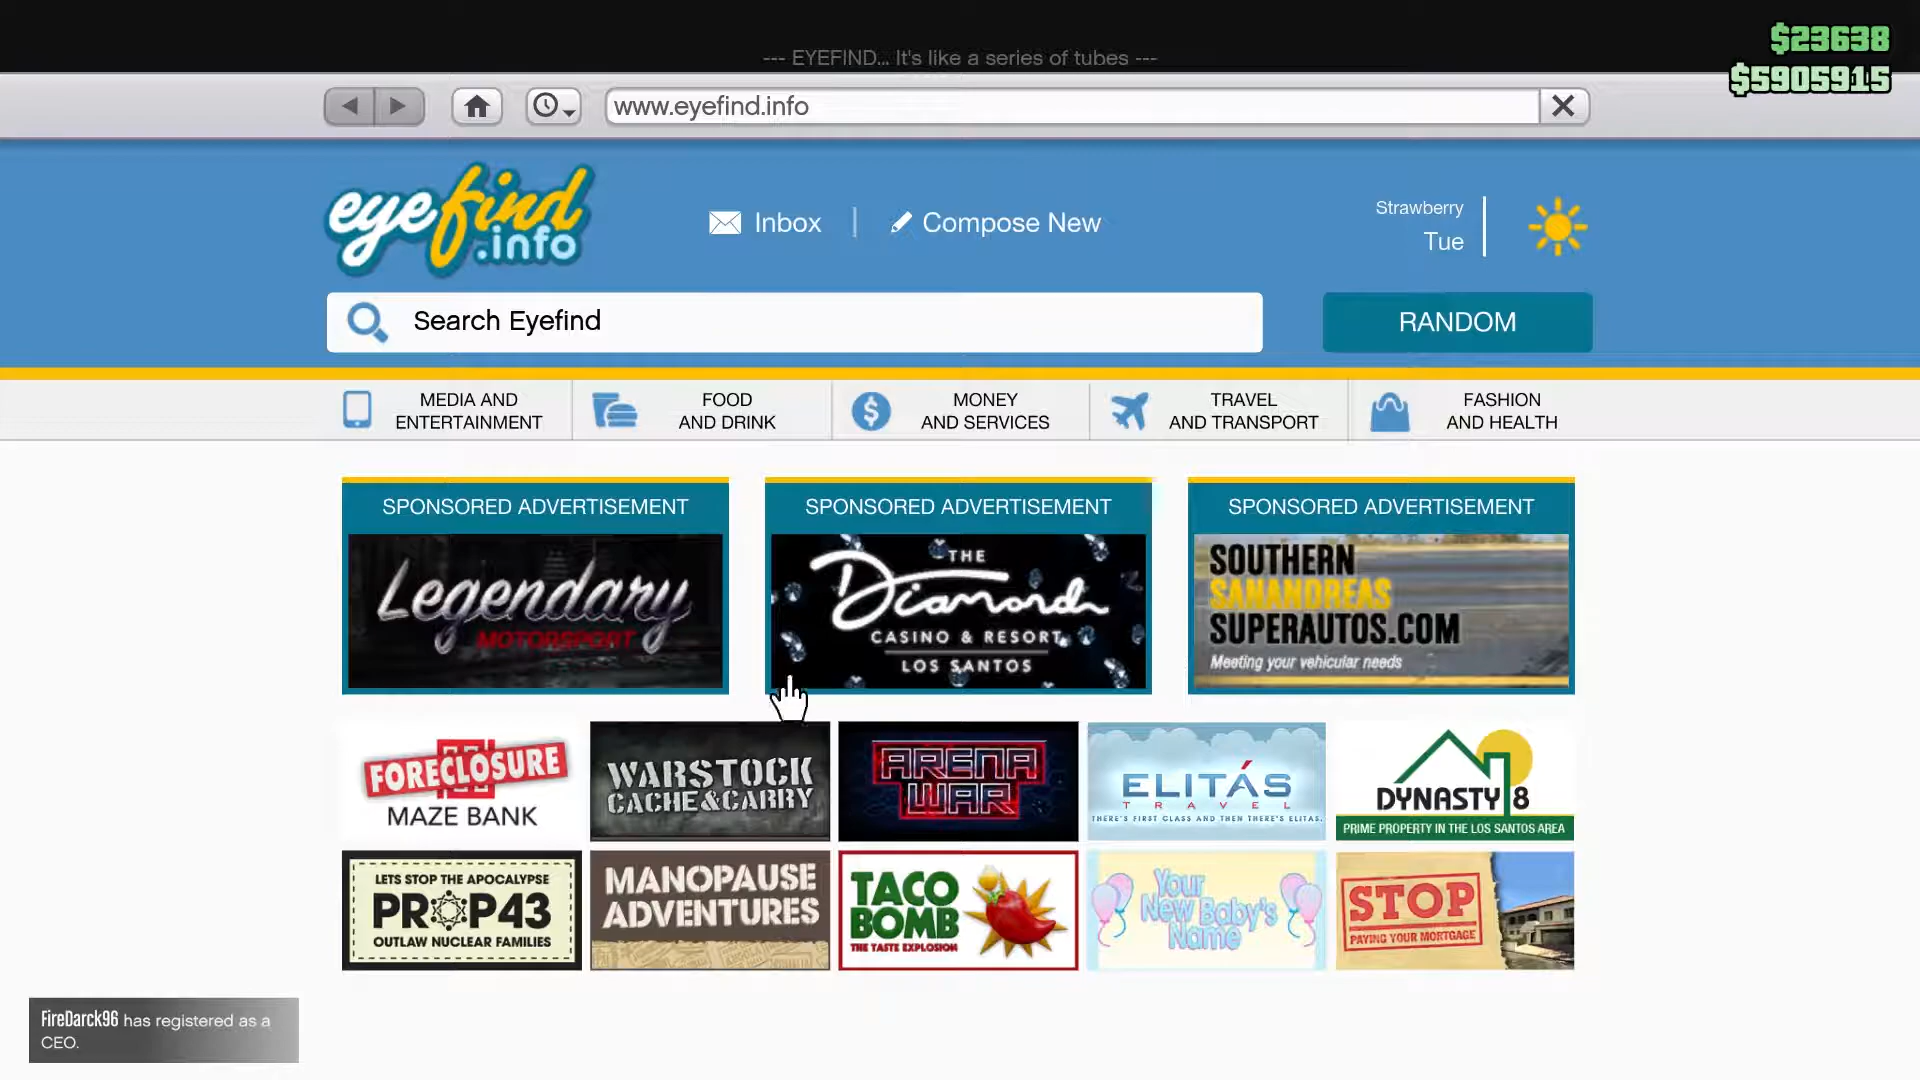 --- EYEFIND... It's like a series of tubes ---
$23638
$5905915
www.eyefind.info
eyefind
.info
Inbox
Compose New
Strawberry
Tue
Search Eyefind
RANDOM
MEDIA AND
ENTERTAINMENT
FOOD
AND DRINK
MONEY
AND SERVICES
TRAVEL
AND TRANSPORT
FASHION
AND HEALTH
SPONSORED ADVERTISEMENT
Legendary
MOTORSPORT
SPONSORED ADVERTISEMENT
THE
Diamond
CASINO & RESORT
LOS SANTOS
SPONSORED ADVERTISEMENT
SOUTHERN
SANANDREAS
SUPERAUTOS.COM
Meeting your vehicular needs
FORECLOSURE
MAZE BANK
WARSTOCK
CACHE&CARRY
ARENA
WAR
ELITÁS
TRAVEL
THERE'S FIRST CLASS AND THEN THERE'S ELITAS.
DYNASTY 8
PRIME PROPERTY IN THE LOS SANTOS AREA
LETS STOP THE APOCALYPSE
PROP43
OUTLAW NUCLEAR FAMILIES
MANOPAUSE
ADVENTURES
TACO
BOMB
THE TASTE EXPLOSION
Your
New Baby's
Name
STOP
PAYING YOUR MORTGAGE
FireDarck96 has registered as a
CEO.